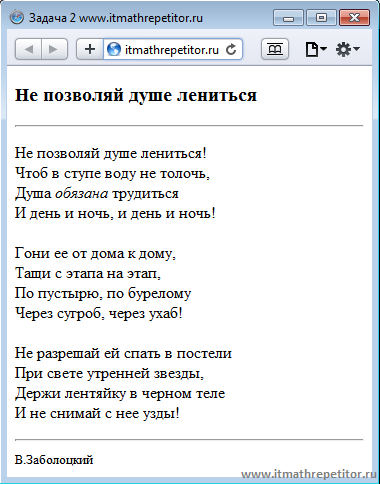 Задача 2 www.itmathrepetitor.ru
itmathrepetitor.ru
Не позволяй душе лениться
Не позволяй душе лениться!
Чтоб в ступе воду не толочь,
Душа обязана трудиться
И день и ночь, и день и ночь!
Гони ее от дома к дому,
Тащи с этапа на этап,
По пустырю, по бурелому
Через сугроб, через ухаб!
Не разрешай ей спать в постели
При свете утренней звезды,
Держи лентяйку в черном теле
И не снимай с нее узды!
В.Заболоцкий
www.itmathrepetitor.ru